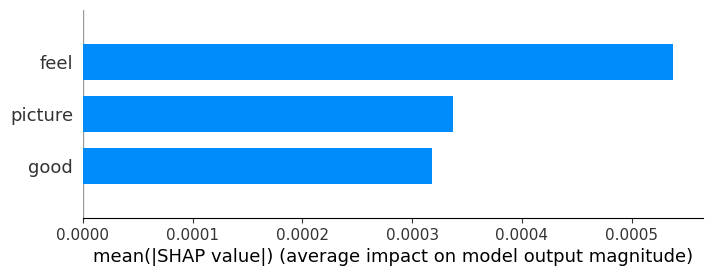 feel
picture
good
0.0000 0.0001 0.0002 0.0003 0.0004 0.0005
mean(|SHAP value|) (average impact on model output magnitude)